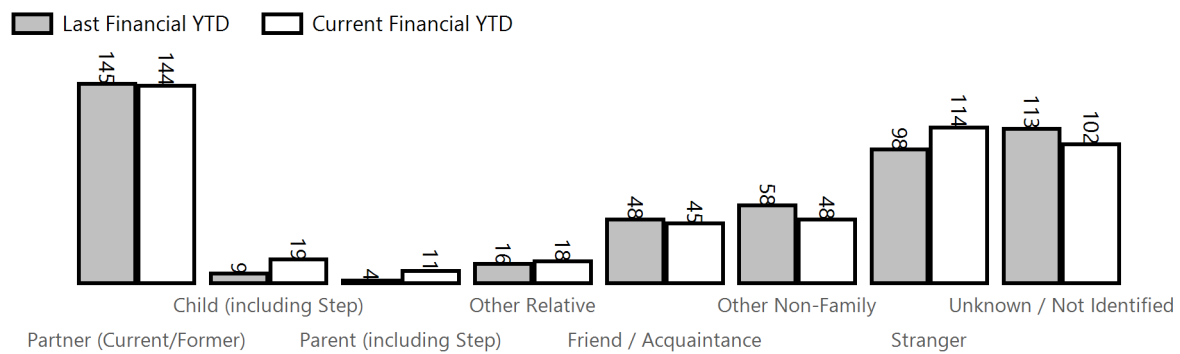 Last Financial YTD Current Financial YTD
145 144 9 19 4 11 16 18 48 45 58 48 98 114 113 102
Child (including Step) Other Relative Other Non-Family Unknown / Not Identified
Partner (Current/Former) Parent (including Step) Friend / Acquaintance Stranger